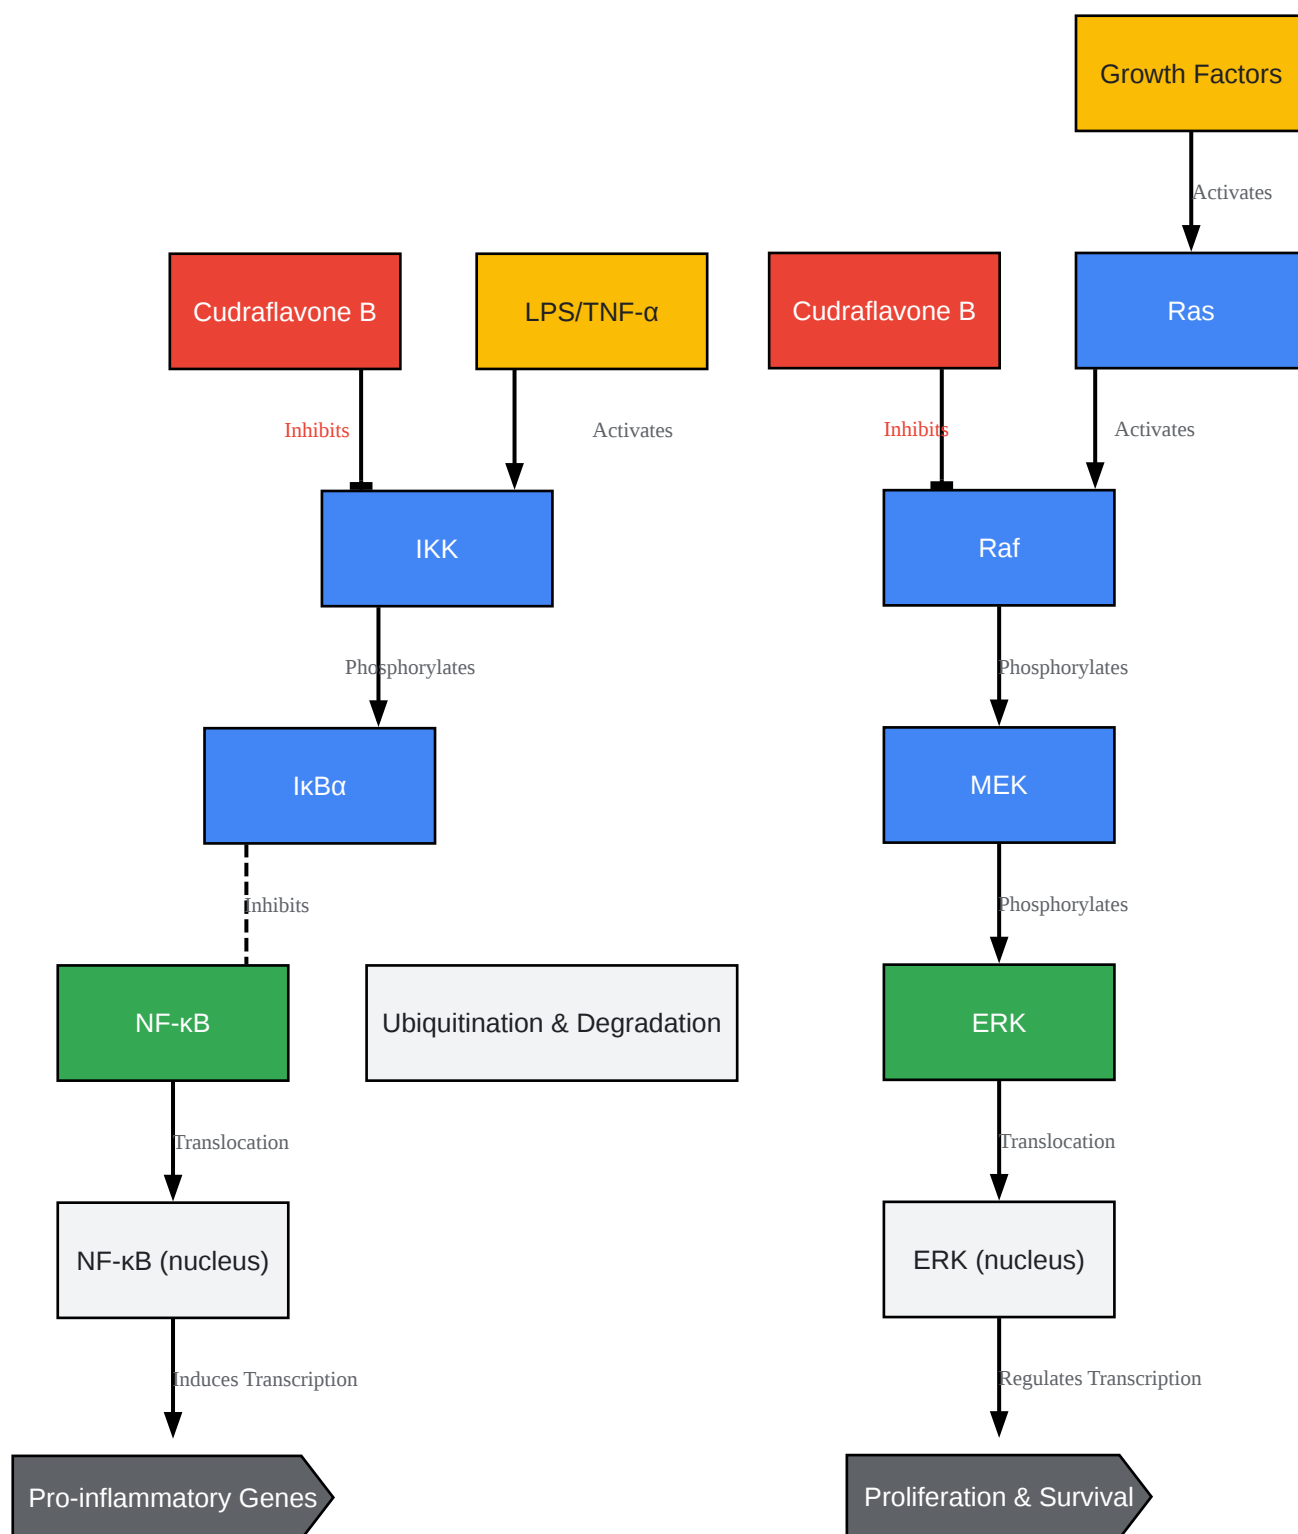 Growth Factors
Activates
Cudraflavone B
LPS/TNF-α
Cudraflavone B
Ras
Inhibits
Activates
Inhibits
Activates
IKK
Raf
Phosphorylates
Phosphorylates
IκBα
MEK
Inhibits
Phosphorylates
NF-κB
Ubiquitination & Degradation
ERK
Translocation
Translocation
NF-κB (nucleus)
ERK (nucleus)
Induces Transcription
Regulates Transcription
Pro-inflammatory Genes
Proliferation & Survival